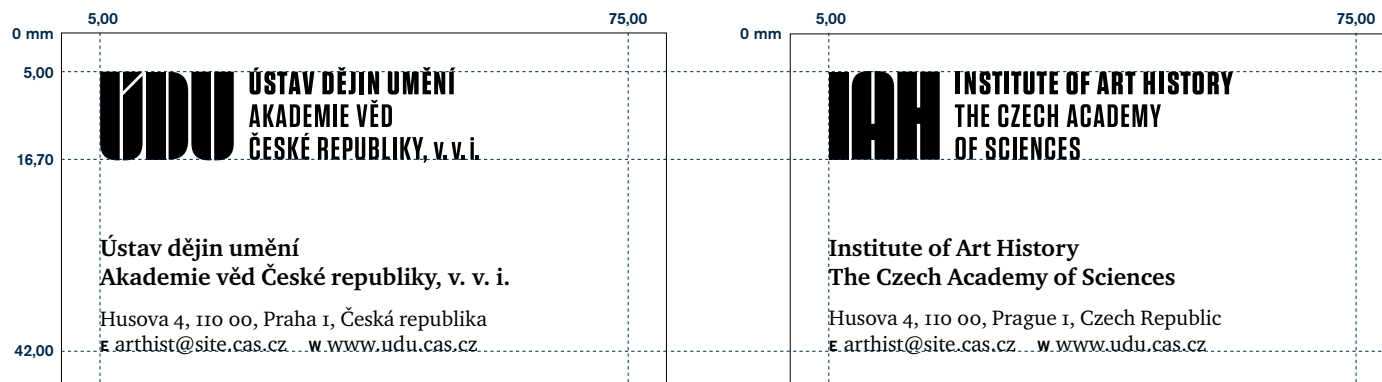 5,00 75,00 5,00 75,00
0 mm 0 mm
5,00
16,70
42,00
ÚDU
ÚSTAV DĚJIN UMĚNÍ
AKADEMIE VĚD
ČESKÉ REPUBLIKY, v. v. i.
Ústav dějin umění
Akademie věd České republiky, v. v. i.
Husova 4, 110 00, Praha 1, Česká republika
E arthist@site.cas.cz W www.udu.cas.cz
IAH
INSTITUTE OF ART HISTORY
THE CZECH ACADEMY
OF SCIENCES
Institute of Art History
The Czech Academy of Sciences
Husova 4, 110 00, Prague 1, Czech Republic
E arthist@site.cas.cz W www.udu.cas.cz